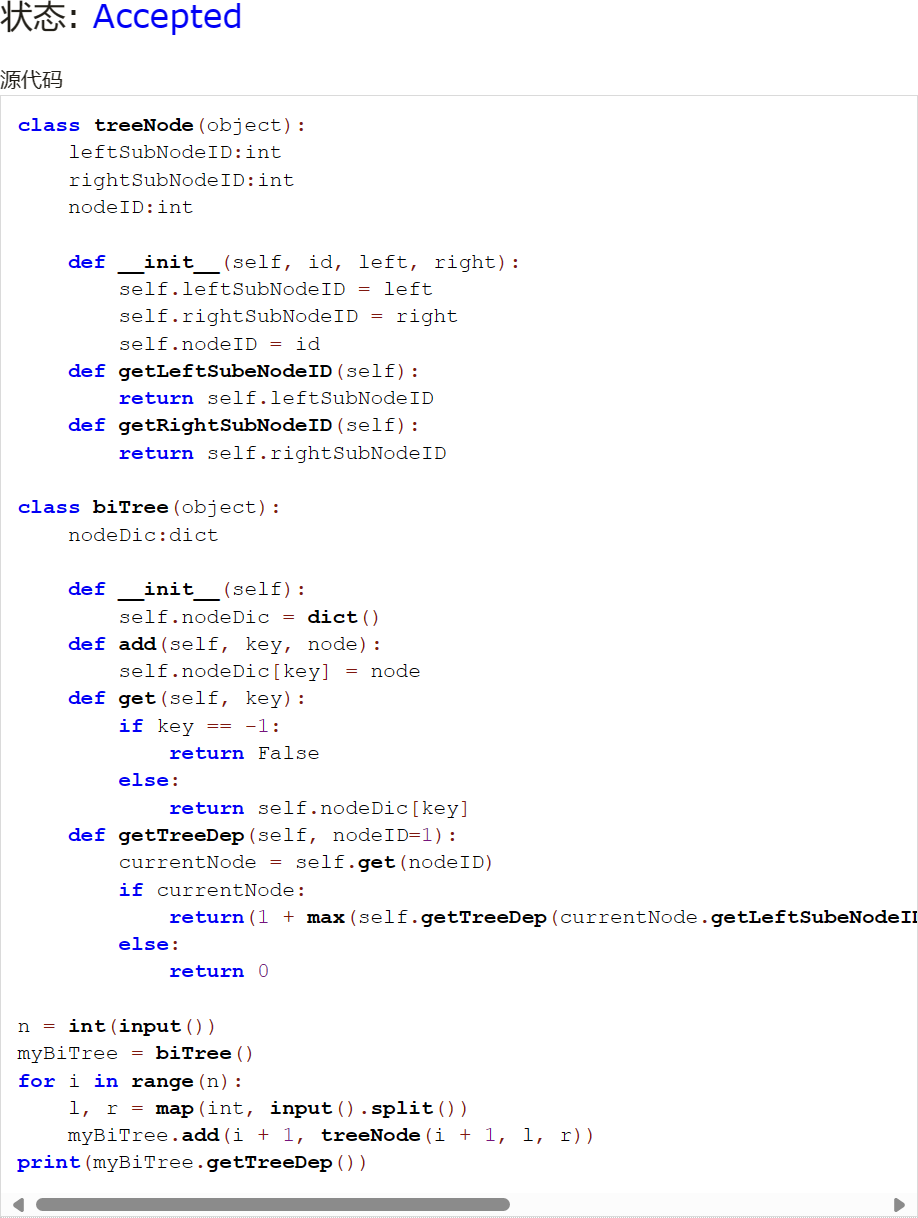 状态: Accepted
源代码
class treeNode(object):
    leftSubNodeID:int
    rightSubNodeID:int
    nodeID:int

    def __init__(self, id, left, right):
        self.leftSubNodeID = left
        self.rightSubNodeID = right
        self.nodeID = id
    def getLeftSubeNodeID(self):
        return self.leftSubNodeID
    def getRightSubNodeID(self):
        return self.rightSubNodeID

class biTree(object):
    nodeDic:dict

    def __init__(self):
        self.nodeDic = dict()
    def add(self, key, node):
        self.nodeDic[key] = node
    def get(self, key):
        if key == -1:
            return False
        else:
            return self.nodeDic[key]
    def getTreeDep(self, nodeID=1):
        currentNode = self.get(nodeID)
        if currentNode:
            return(1 + max(self.getTreeDep(currentNode.getLeftSubeNodeI
        else:
            return 0

n = int(input())
myBiTree = biTree()
for i in range(n):
    l, r = map(int, input().split())
    myBiTree.add(i + 1, treeNode(i + 1, l, r))
print(myBiTree.getTreeDep())